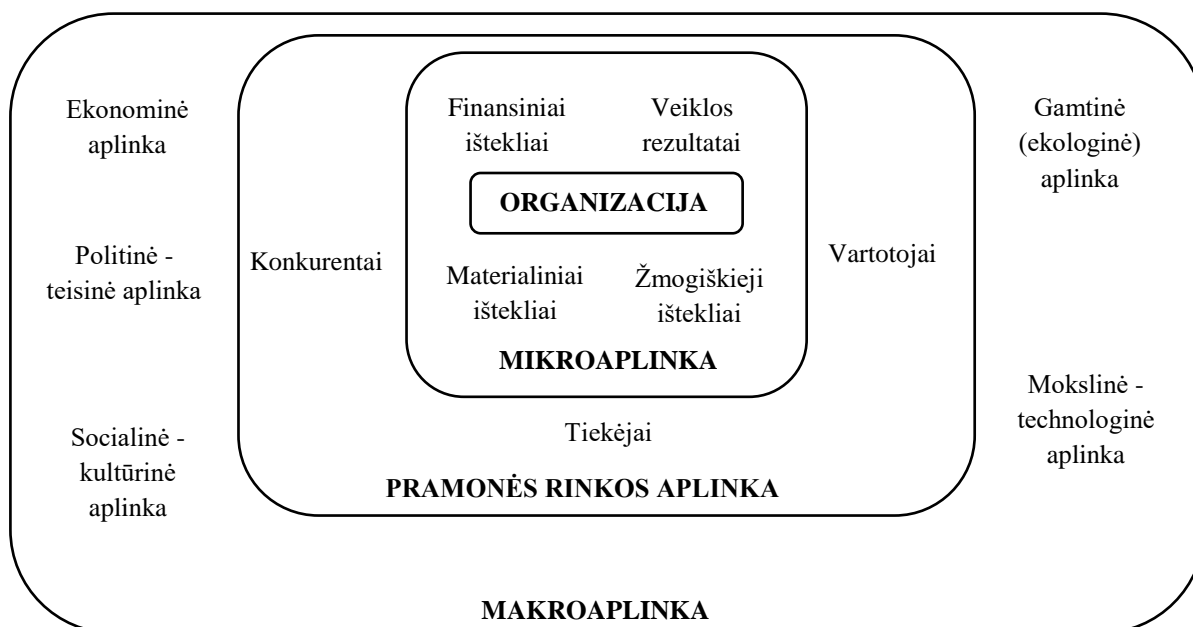 Ekonominė
aplinka
Politinė -
teisinė aplinka
Socialinė -
kultūrinė
aplinka
Konkurentai
Finansiniai
ištekliai
Veiklos
rezultatai
ORGANIZACIJA
Materialiniai
ištekliai
Žmogiškieji
ištekliai
MIKROAPLINKA
Vartotojai
Tiekėjai
PRAMONĖS RINKOS APLINKA
Gamtinė
(ekologinė)
aplinka
Mokslinė -
technologinė
aplinka
MAKROAPLINKA